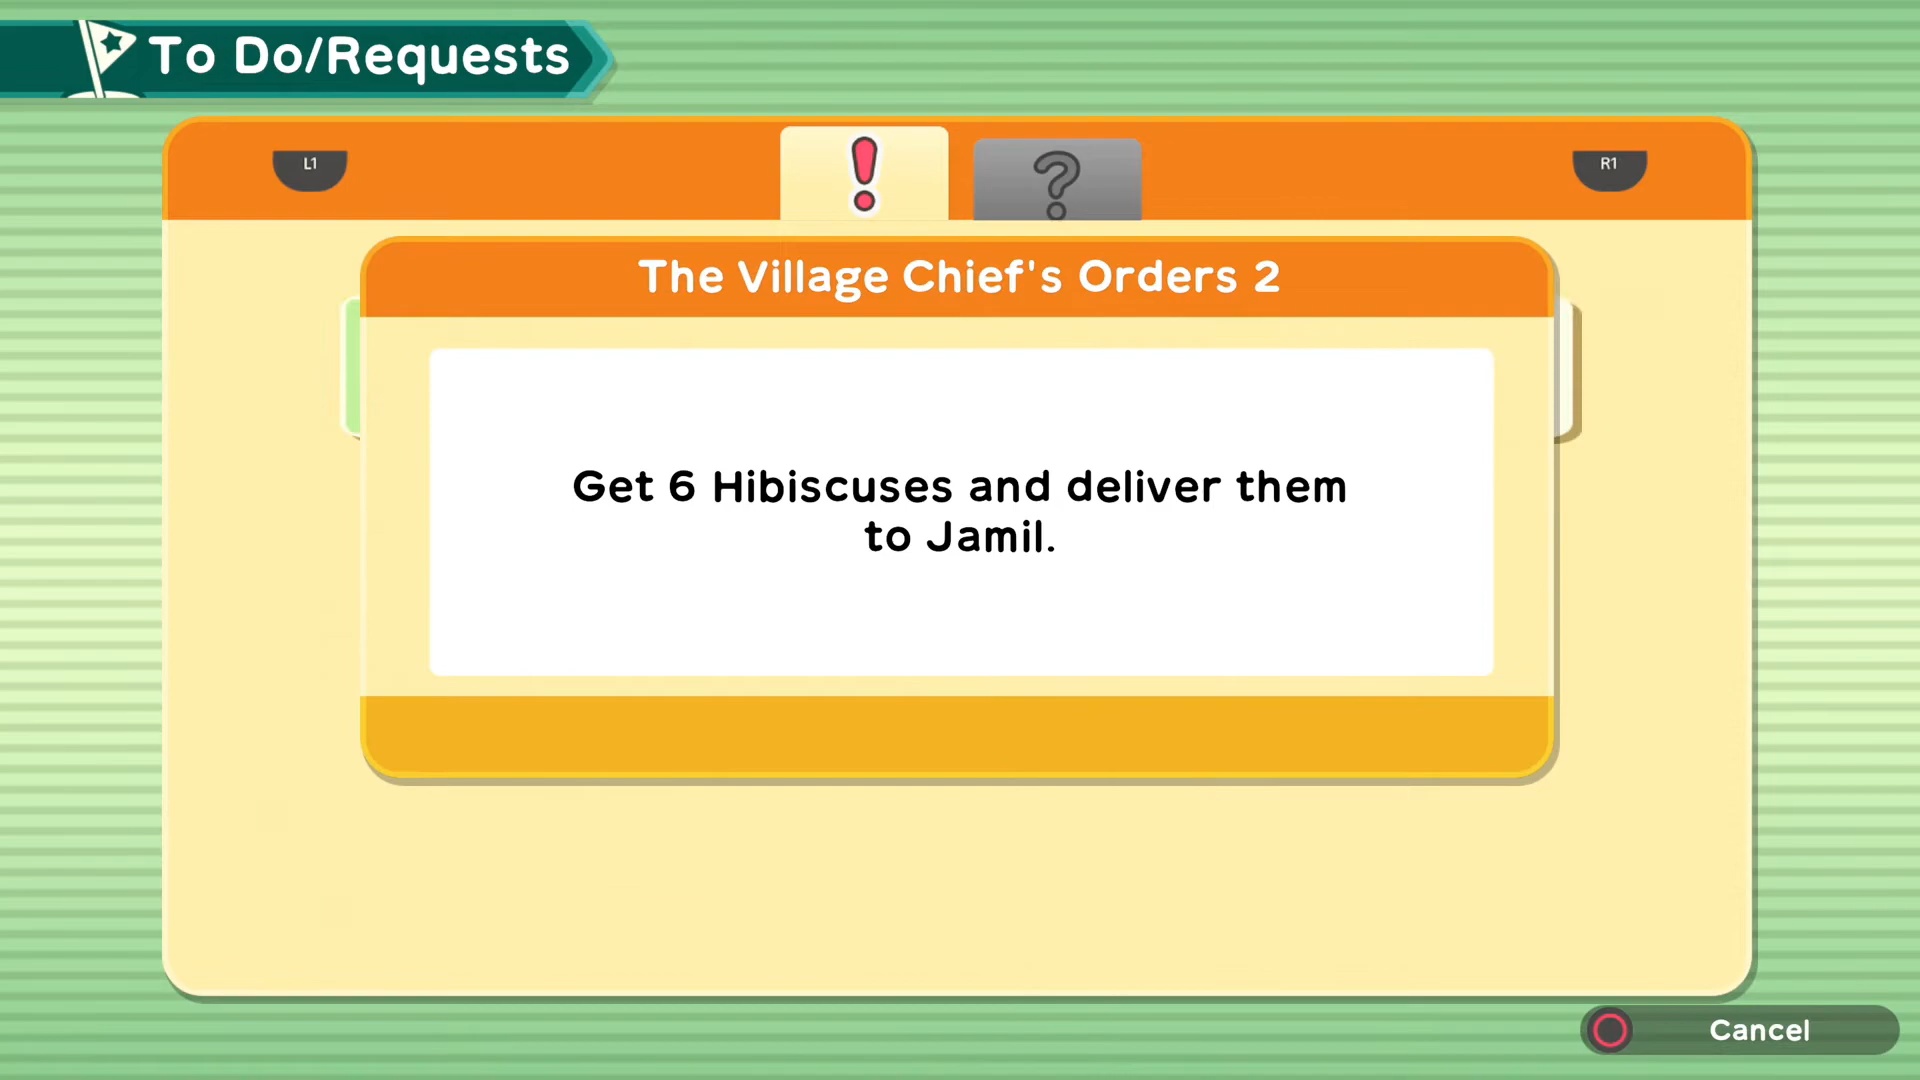 To Do/Requests
L1
R1
The Village Chief's Orders 2
Get 6 Hibiscuses and deliver them
to Jamil.
Cancel